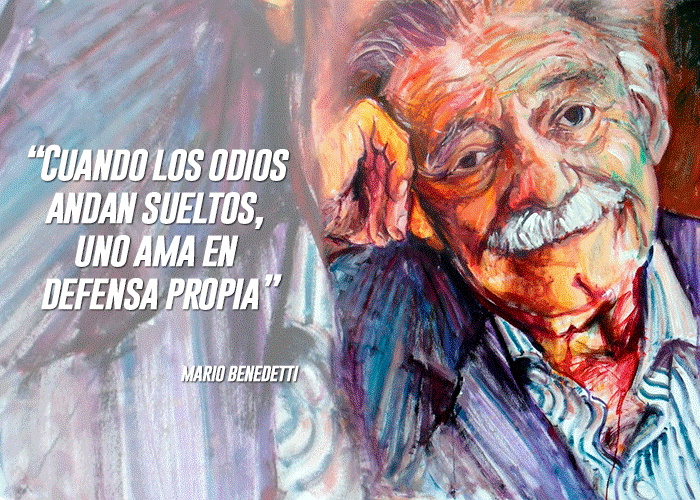 “Cuando los odios
andan sueltos,
uno ama en
defensa propia”
Mario Benedetti